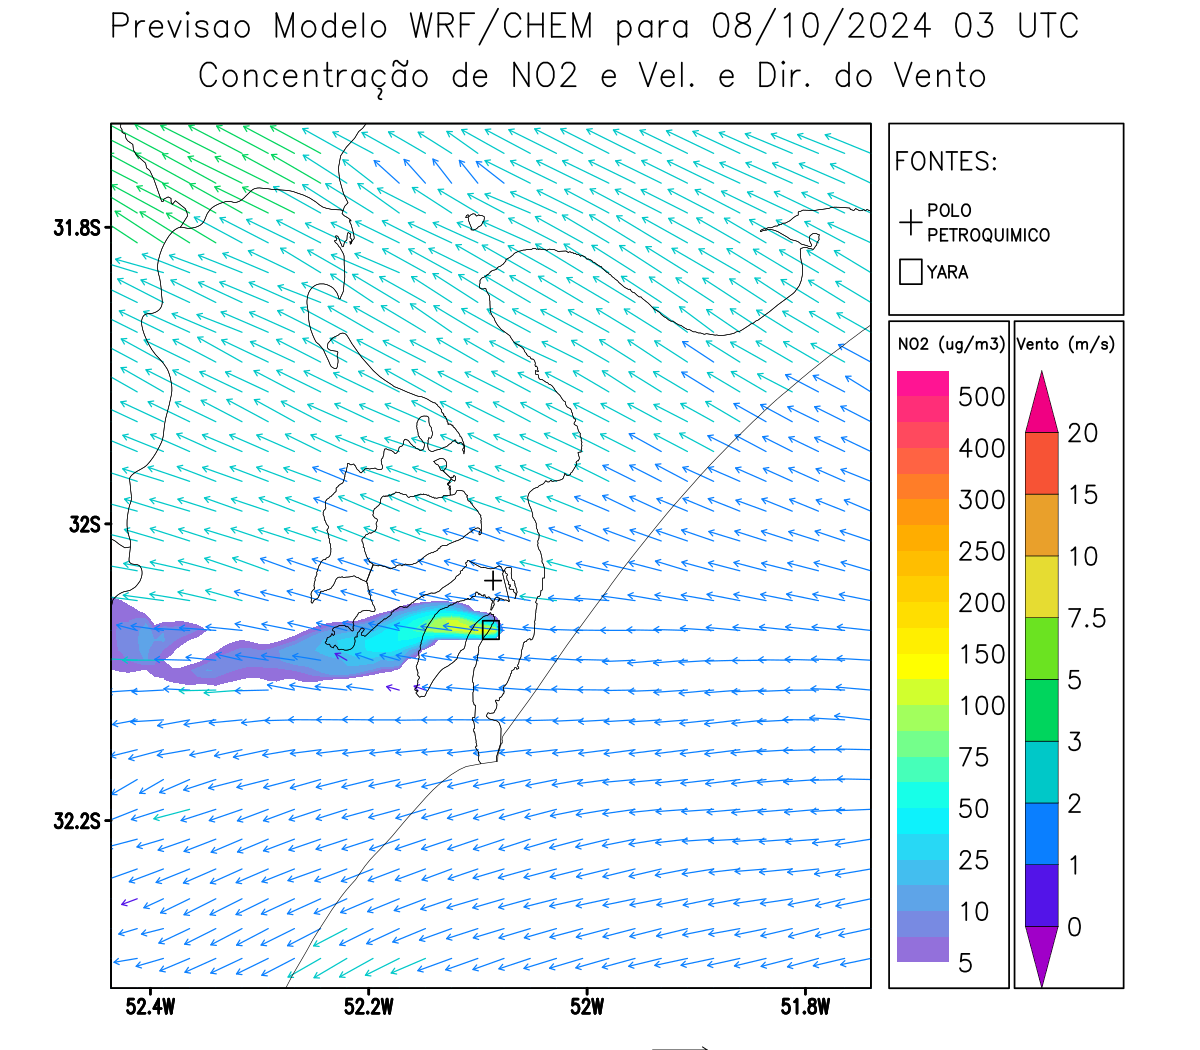 Previsao Modelo WRF/CHEM para 08/10/2024 03 UTC
Concentração de NO2 e Vel. e Dir. do Vento
FONTES:
POLO
PETROQUIMICO
YARA
31.8S
32S
32.2S
52.4W
52.2W
52W
51.8W
NO2 (ug/m3)
500
400
300
250
200
150
100
75
50
25
10
5
Vento (m/s)
20
15
10
7.5
5
3
2
1
0